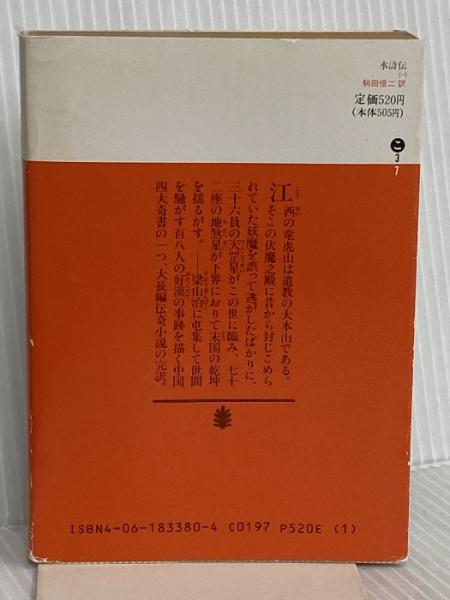 水滸伝
(一)
駒田信二 訳
定価520円
(本体505円)
こ
3
7
江西の竜虎山は道教の大本山である。
そこの伏魔之殿に昔から封じこめら
れていた妖魔を誤って逃がしたばかりに、
三十六員の天罡星がこの世に臨み、七十
二座の地煞星が下界におりて宋国の乾坤
を揺るがす。――梁山泊に屯集して世間
を騒がす百八人の好漢の事跡を描く中国
四大奇書の一つ、大長編伝奇小説の完訳。
ISBN4-06-183380-4 C0197 P520E (1)